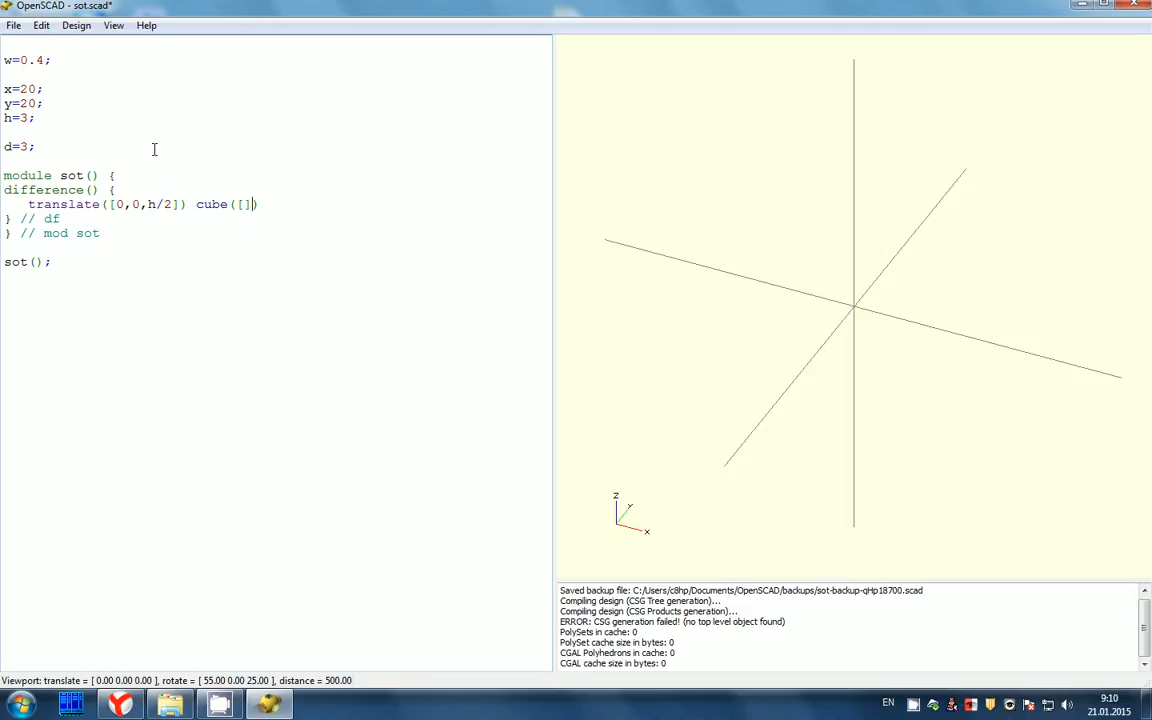 OpenSCAD - sot.scad*
File Edit Design View Help
w=0.4;
x=20;
y=20;
h=3;
d=3;
module sot() {
difference() {
translate([0,0,h/2]) cube([])
} // df
} // mod sot
sot();
Z
Y
X
Saved backup file: C:/Users/c8hp/Documents/OpenSCAD/backups/sot-backup-qHp18700.scad
Compiling design (CSG Tree generation)...
Compiling design (CSG Products generation)...
ERROR: CSG generation failed! (no top level object found)
PolySets in cache: 0
PolySet cache size in bytes: 0
CGAL Polyhedrons in cache: 0
CGAL cache size in bytes: 0
Viewport: translate = [ 0.00 0.00 0.00 ], rotate = [ 55.00 0.00 25.00 ], distance = 500.00
EN
9:10
21.01.2015